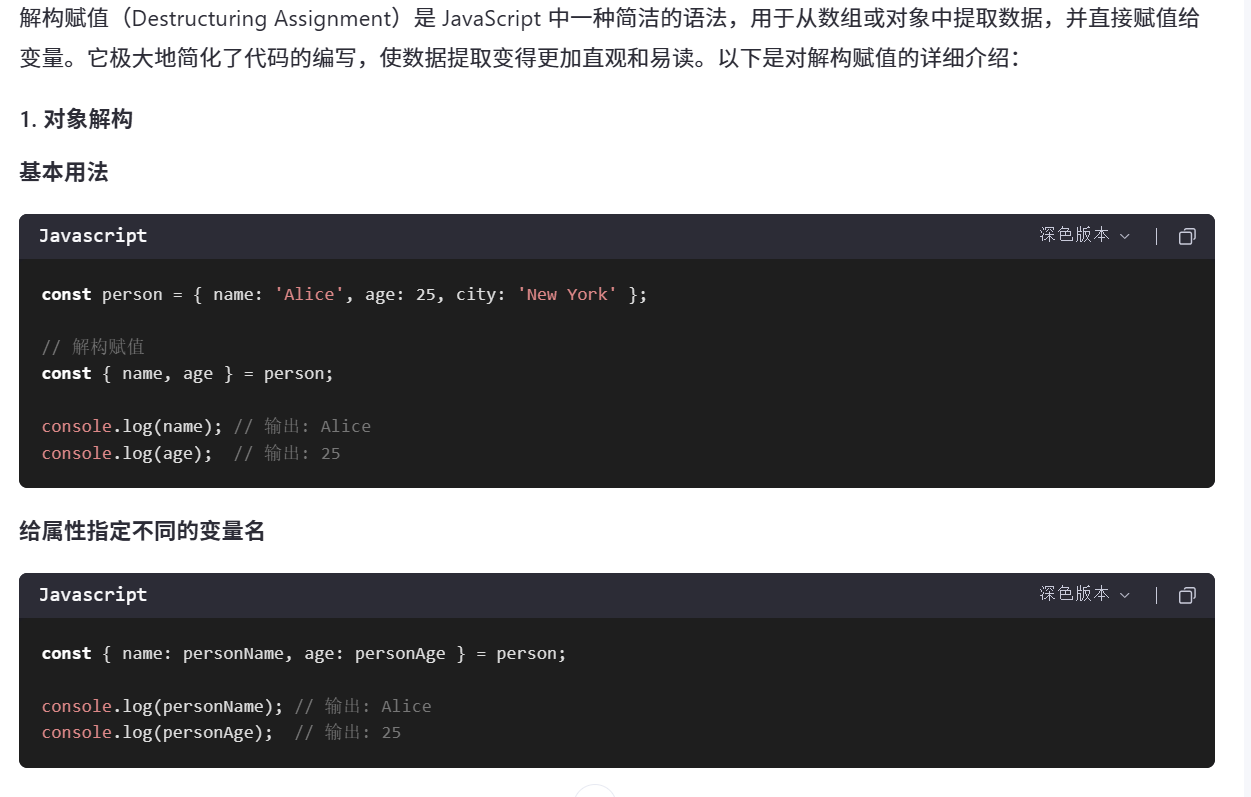 解构赋值（Destructuring Assignment）是 JavaScript 中一种简洁的语法，用于从数组或对象中提取数据，并直接赋值给
变量。它极大地简化了代码的编写，使数据提取变得更加直观和易读。以下是对解构赋值的详细介绍：
1. 对象解构
基本用法
Javascript 深色版本
const person = { name: 'Alice', age: 25, city: 'New York' };
// 解构赋值
const { name, age } = person;
console.log(name); // 输出: Alice
console.log(age);  // 输出: 25
给属性指定不同的变量名
Javascript 深色版本
const { name: personName, age: personAge } = person;
console.log(personName); // 输出: Alice
console.log(personAge);  // 输出: 25